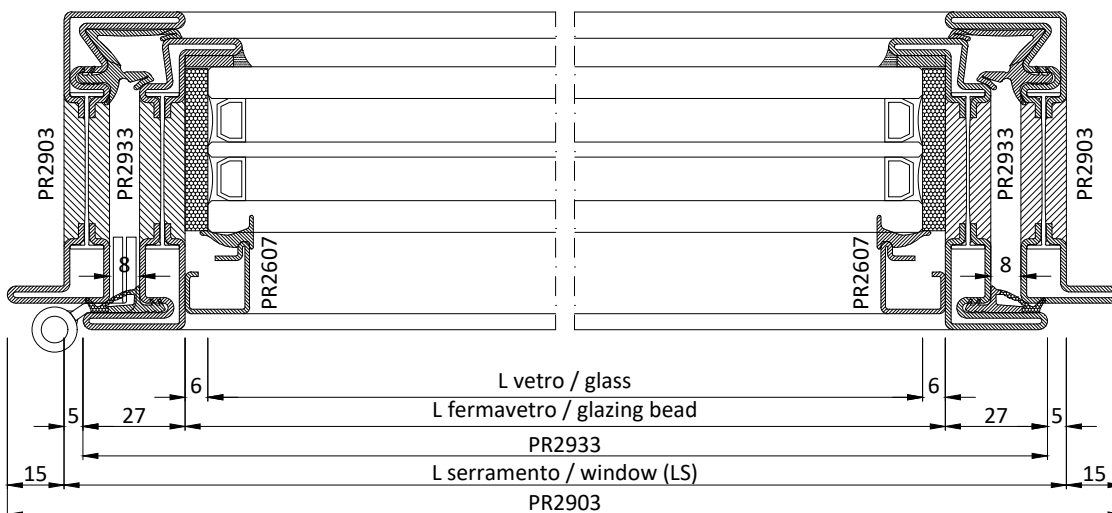 PR2903
PR2933
PR2607
PR2607
PR2933
PR2903
8
8
6
L vetro / glass
6
5
27
L fermavetro / glazing bead
27
5
PR2933
15
L serramento / window (LS)
15
PR2903